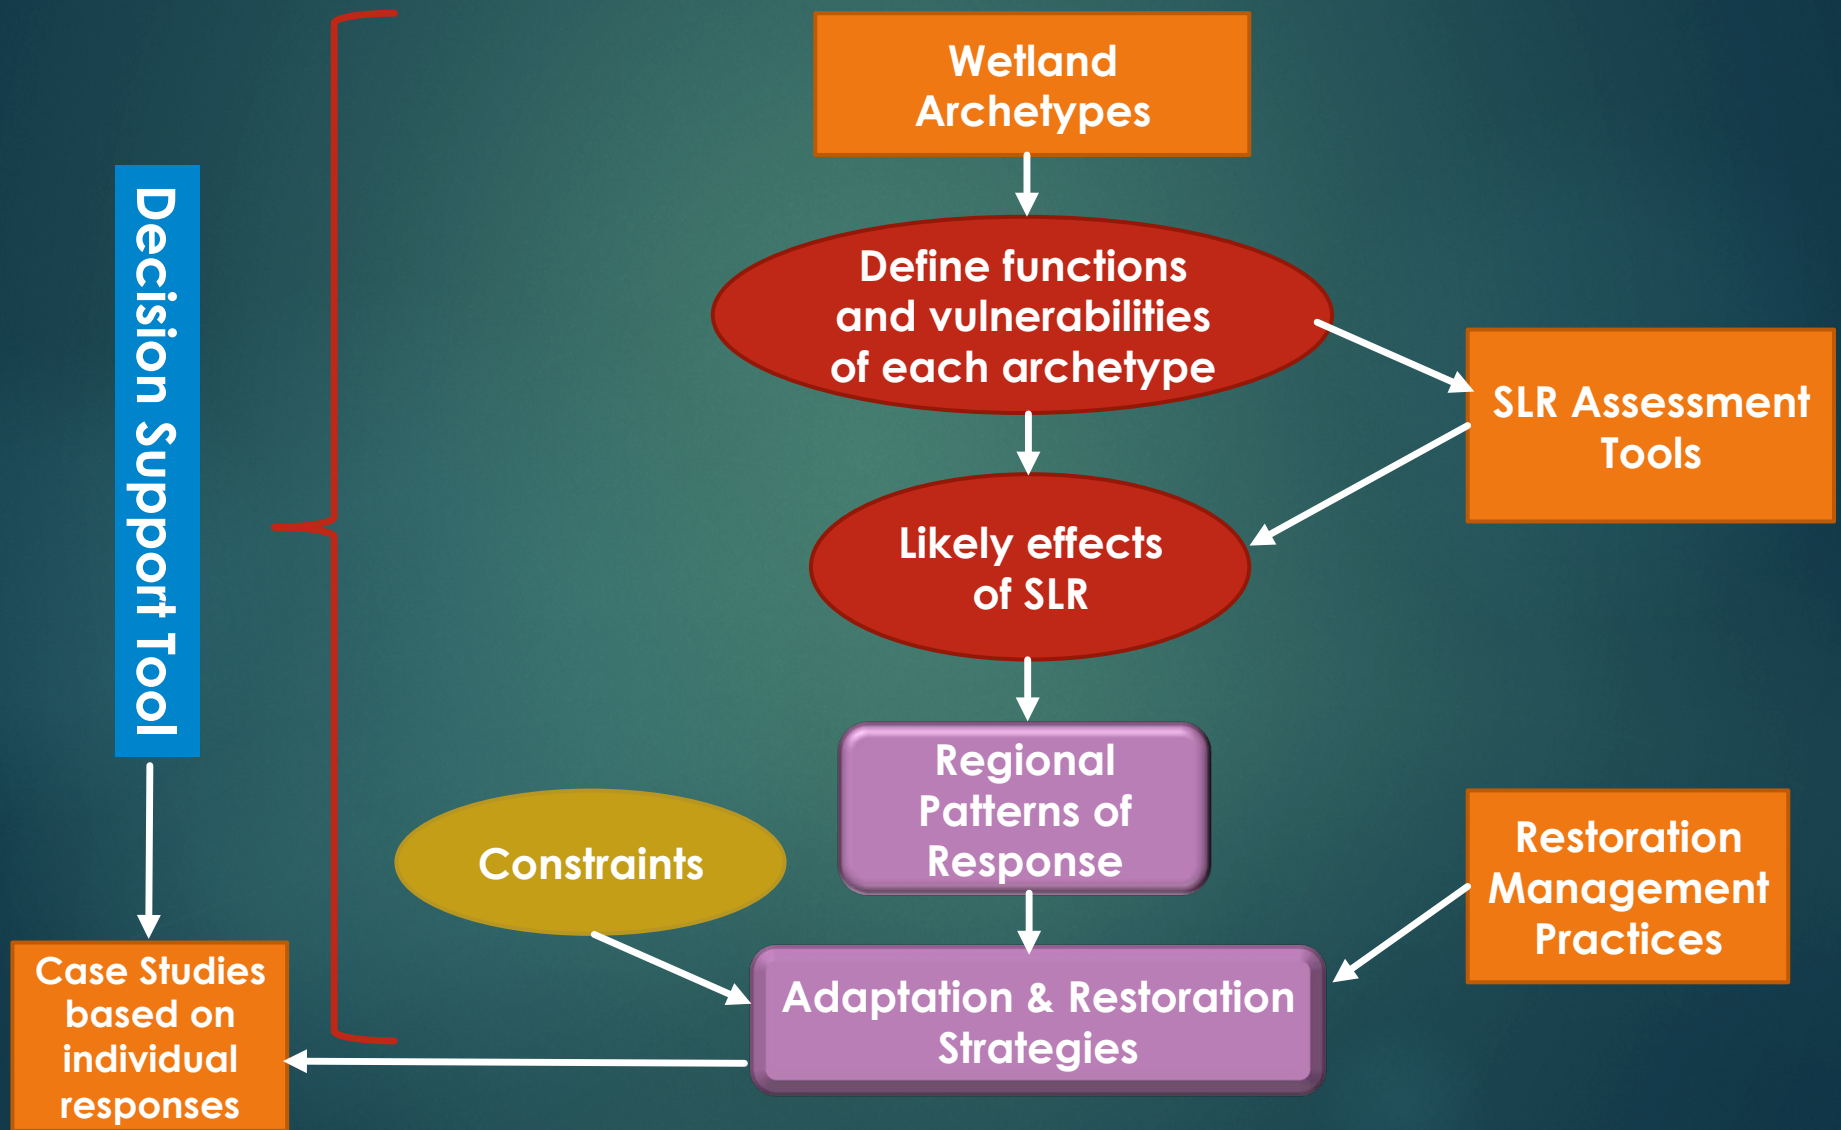 Wetland
Archetypes
Define functions
and vulnerabilities
of each archetype
SLR Assessment
Tools
Decision Support Tool
Likely effects
of SLR
Regional
Patterns of
Response
Constraints
Restoration
Management
Practices
Adaptation & Restoration
Strategies
Case Studies
based on
individual
responses